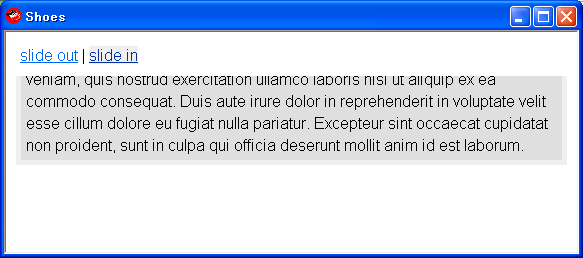 Shoes
slide out | slide in
veniam, quis nostrud exercitation ullamco laboris nisi ut aliquip ex ea
commodo consequat. Duis aute irure dolor in reprehenderit in voluptate velit
esse cillum dolore eu fugiat nulla pariatur. Excepteur sint occaecat cupidatat
non proident, sunt in culpa qui officia deserunt mollit anim id est laborum.